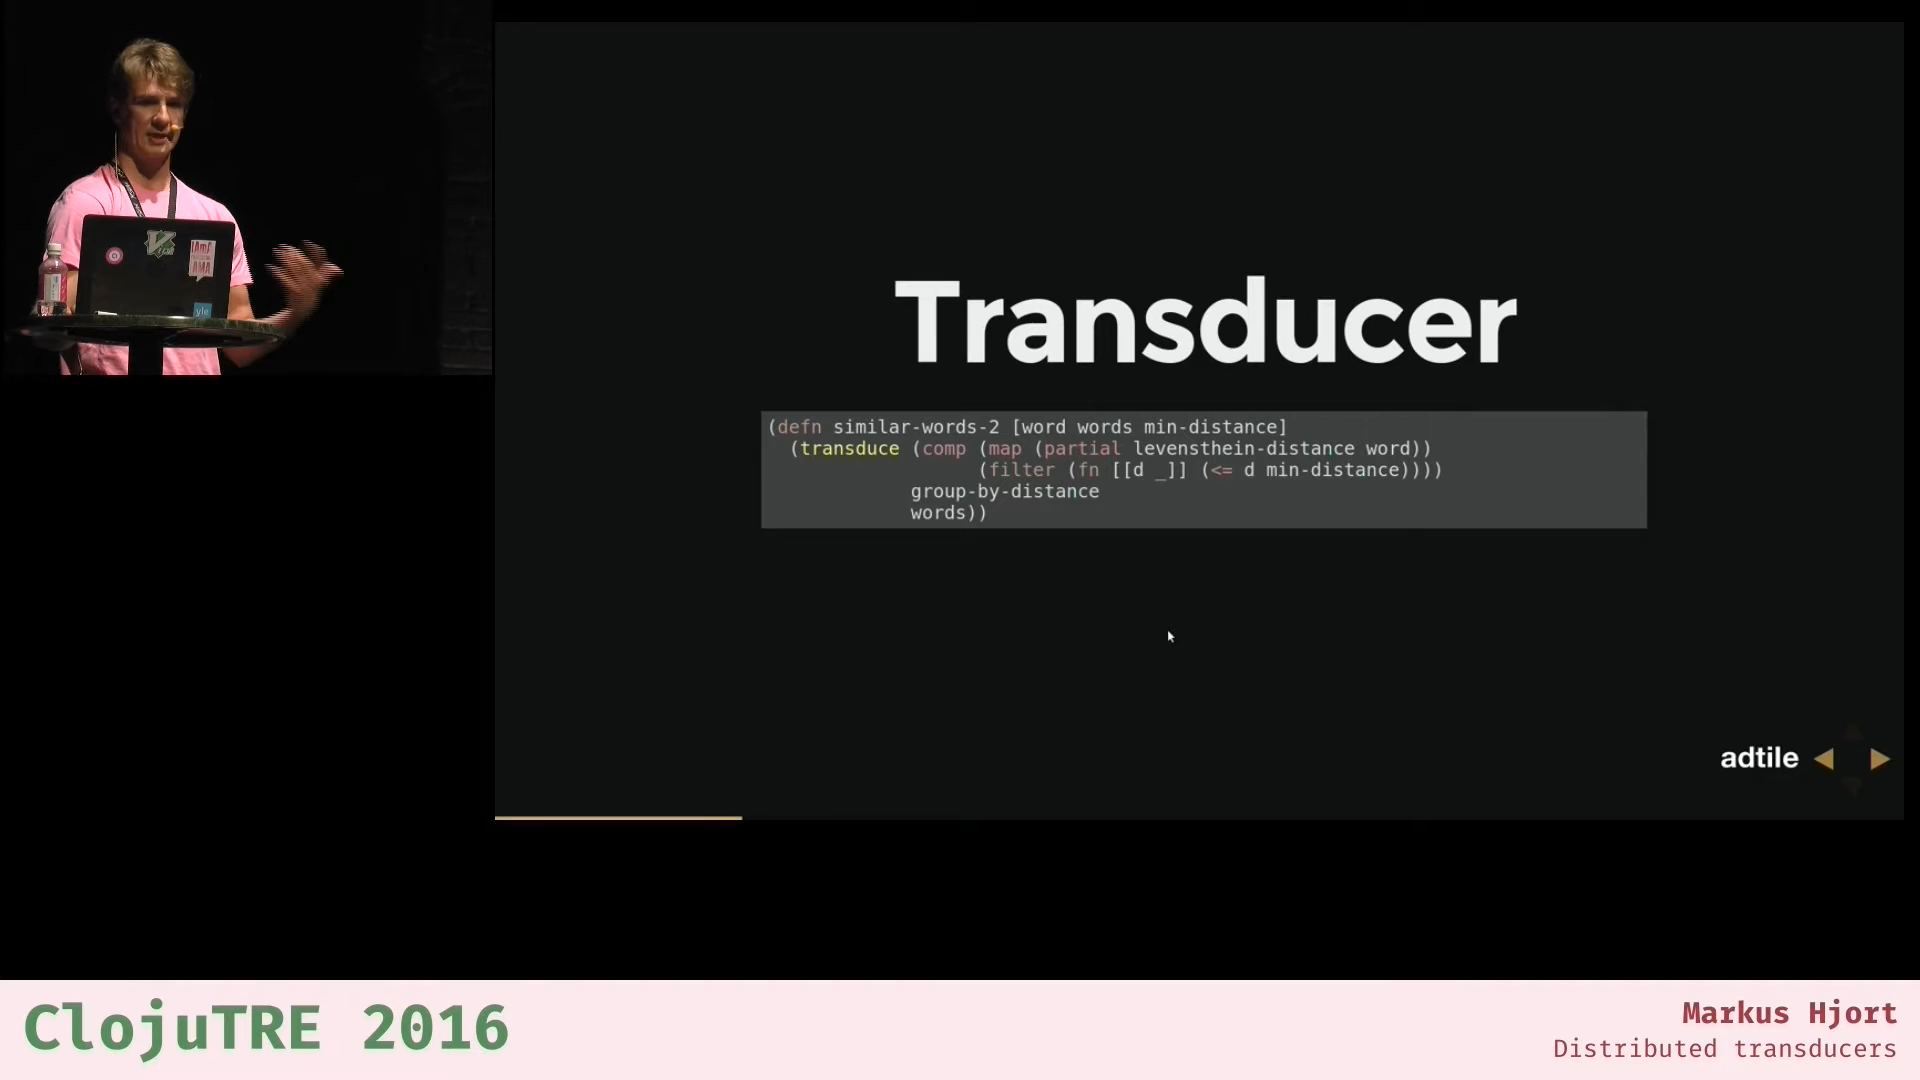 Transducer
(defn similar-words-2 [word words min-distance]
(transduce (comp (map (partial levensthein-distance word))
(filter (fn [[d _]] (<= d min-distance))))
group-by-distance
words))
adtile
yle
ClojuTRE 2016
Markus Hjort
Distributed transducers